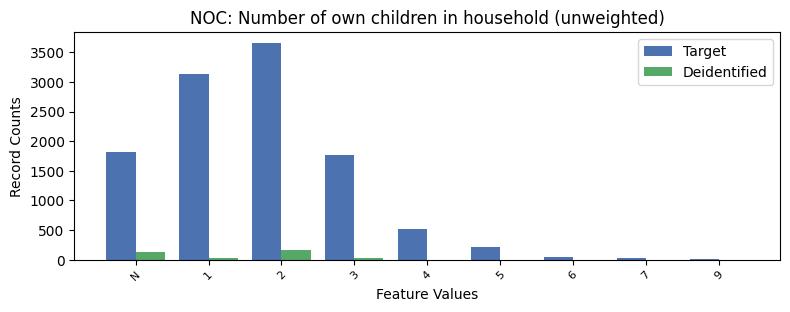 NOC: Number of own children in household (unweighted)
Target
Deidentified
Record Counts
3500
3000
2500
2000
1500
1000
500
0
N 1 2 3 4 5 6 7 9
Feature Values